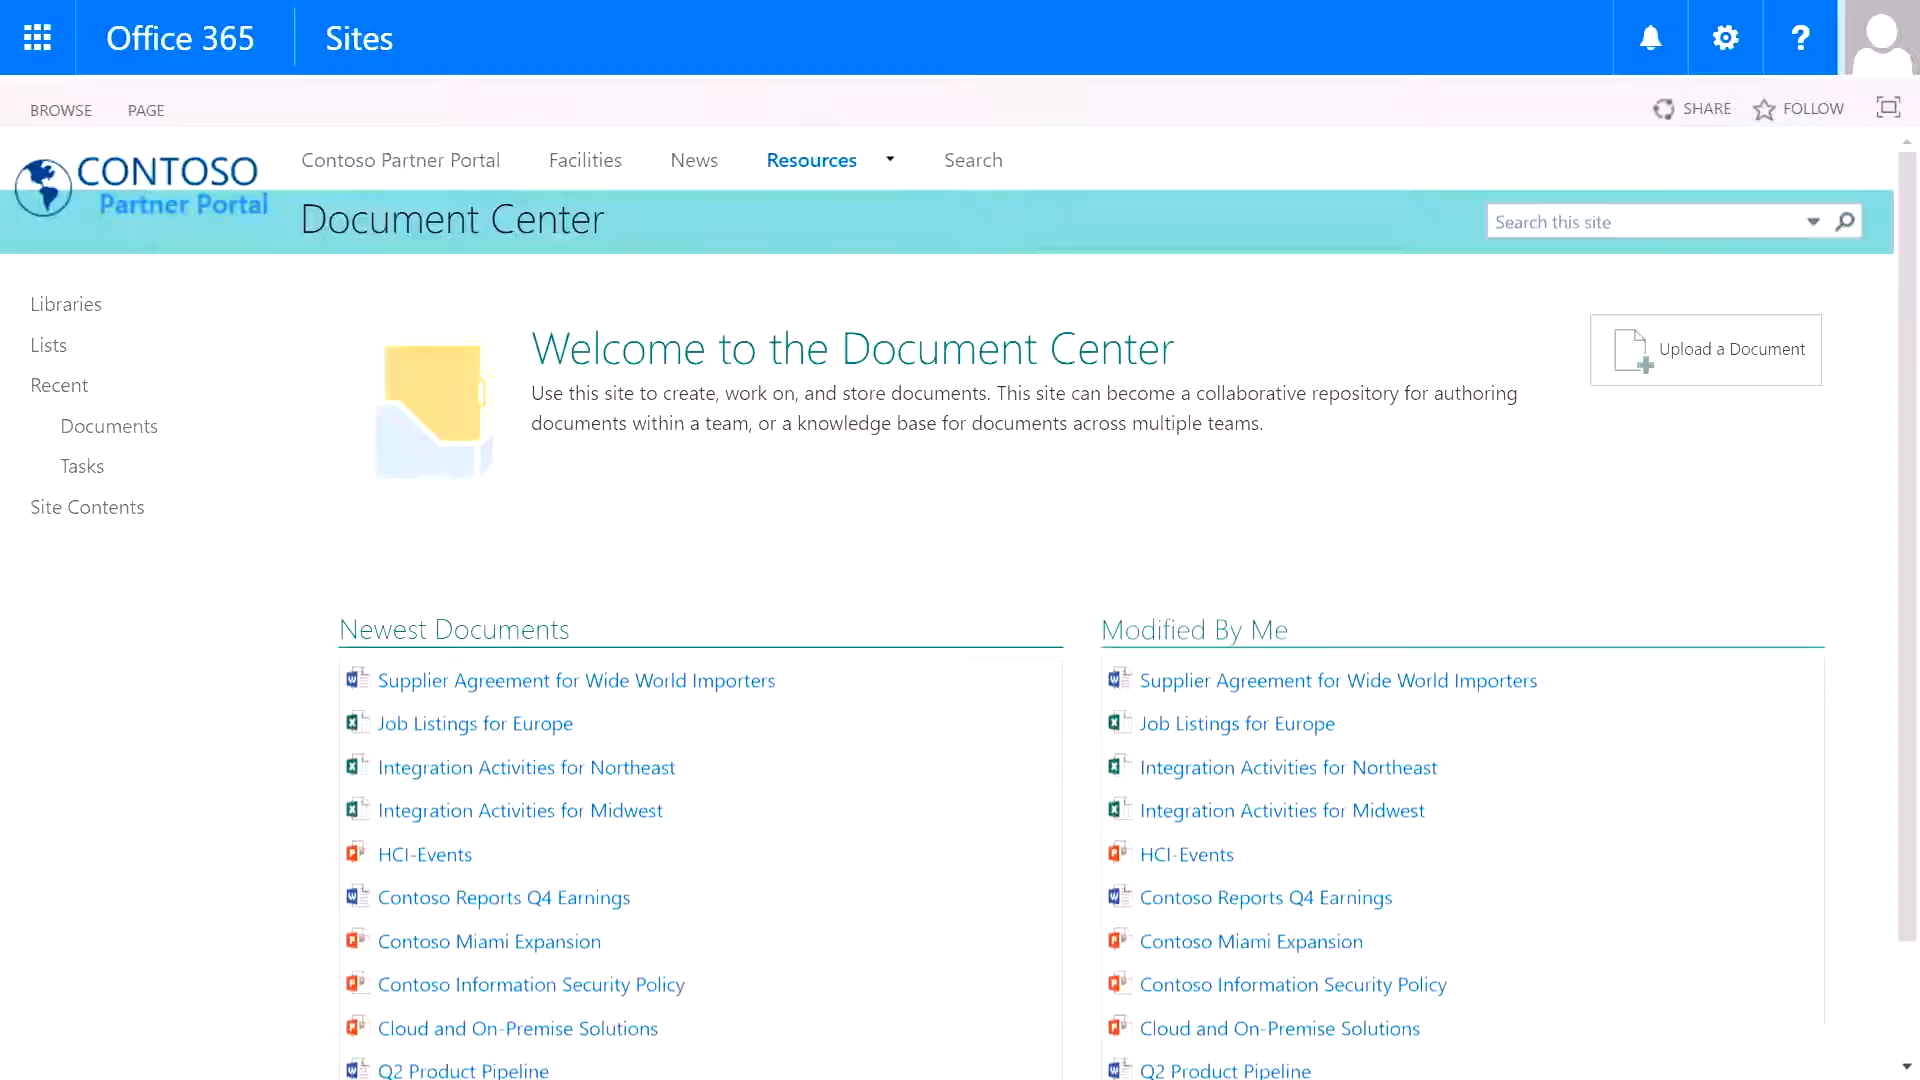 Office 365
Sites
?
BROWSE
PAGE
SHARE
FOLLOW
CONTOSO
Partner Portal
Contoso Partner Portal
Facilities
News
Resources
Search
Document Center
Search this site
Libraries
Lists
Recent
Documents
Tasks
Site Contents
Welcome to the Document Center
Use this site to create, work on, and store documents. This site can become a collaborative repository for authoring
documents within a team, or a knowledge base for documents across multiple teams.
Upload a Document
Newest Documents
Supplier Agreement for Wide World Importers
Job Listings for Europe
Integration Activities for Northeast
Integration Activities for Midwest
HCI-Events
Contoso Reports Q4 Earnings
Contoso Miami Expansion
Contoso Information Security Policy
Cloud and On-Premise Solutions
Q2 Product Pipeline
Modified By Me
Supplier Agreement for Wide World Importers
Job Listings for Europe
Integration Activities for Northeast
Integration Activities for Midwest
HCI-Events
Contoso Reports Q4 Earnings
Contoso Miami Expansion
Contoso Information Security Policy
Cloud and On-Premise Solutions
Q2 Product Pipeline